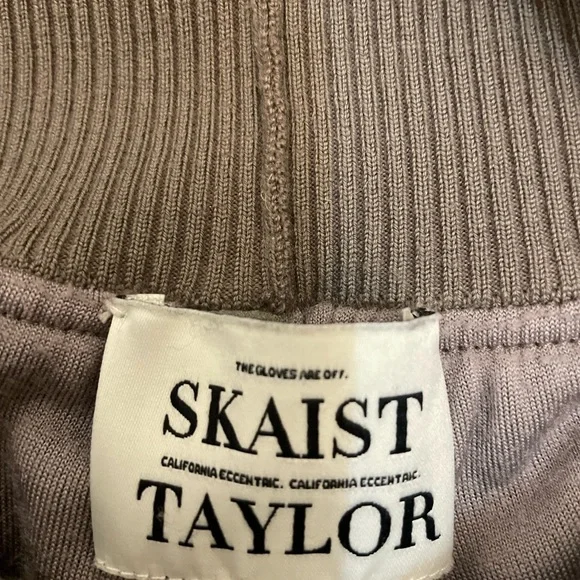 THE GLOVES ARE OFF.
SKAIST
CALIFORNIA ECCENTRIC. CALIFORNIA ECCENTRIC.
TAYLOR